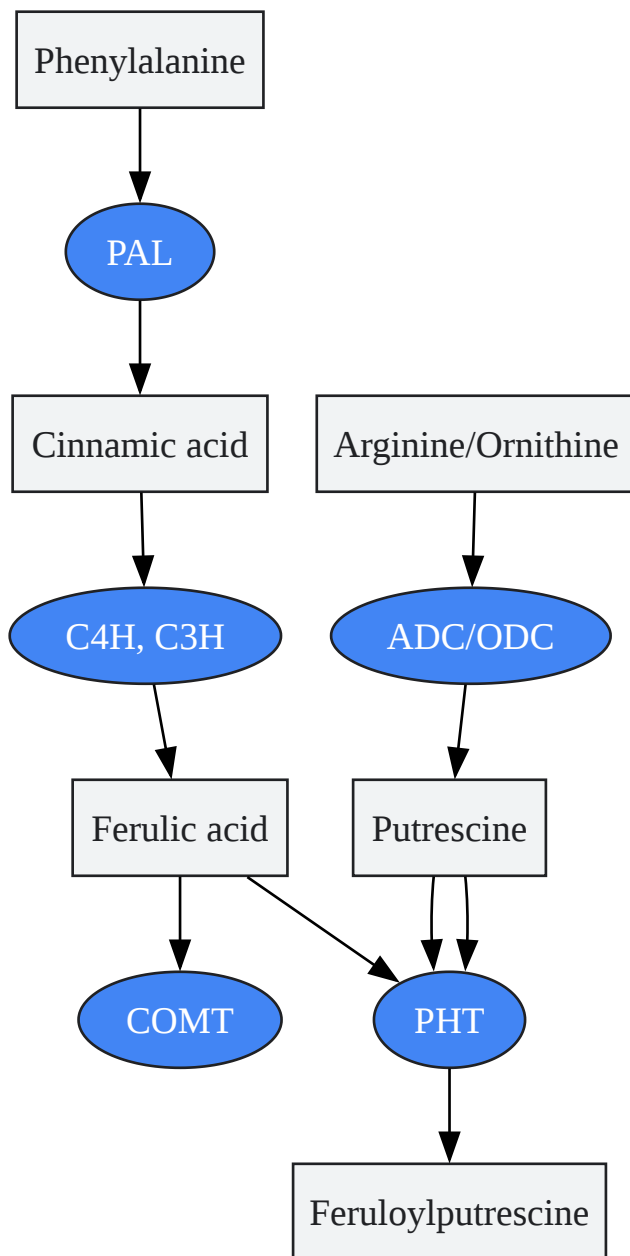 Phenylalanine
PAL
Cinnamic acid
Arginine/Ornithine
C4H, C3H
ADC/ODC
Ferulic acid
Putrescine
COMT
PHT
Feruloylputrescine